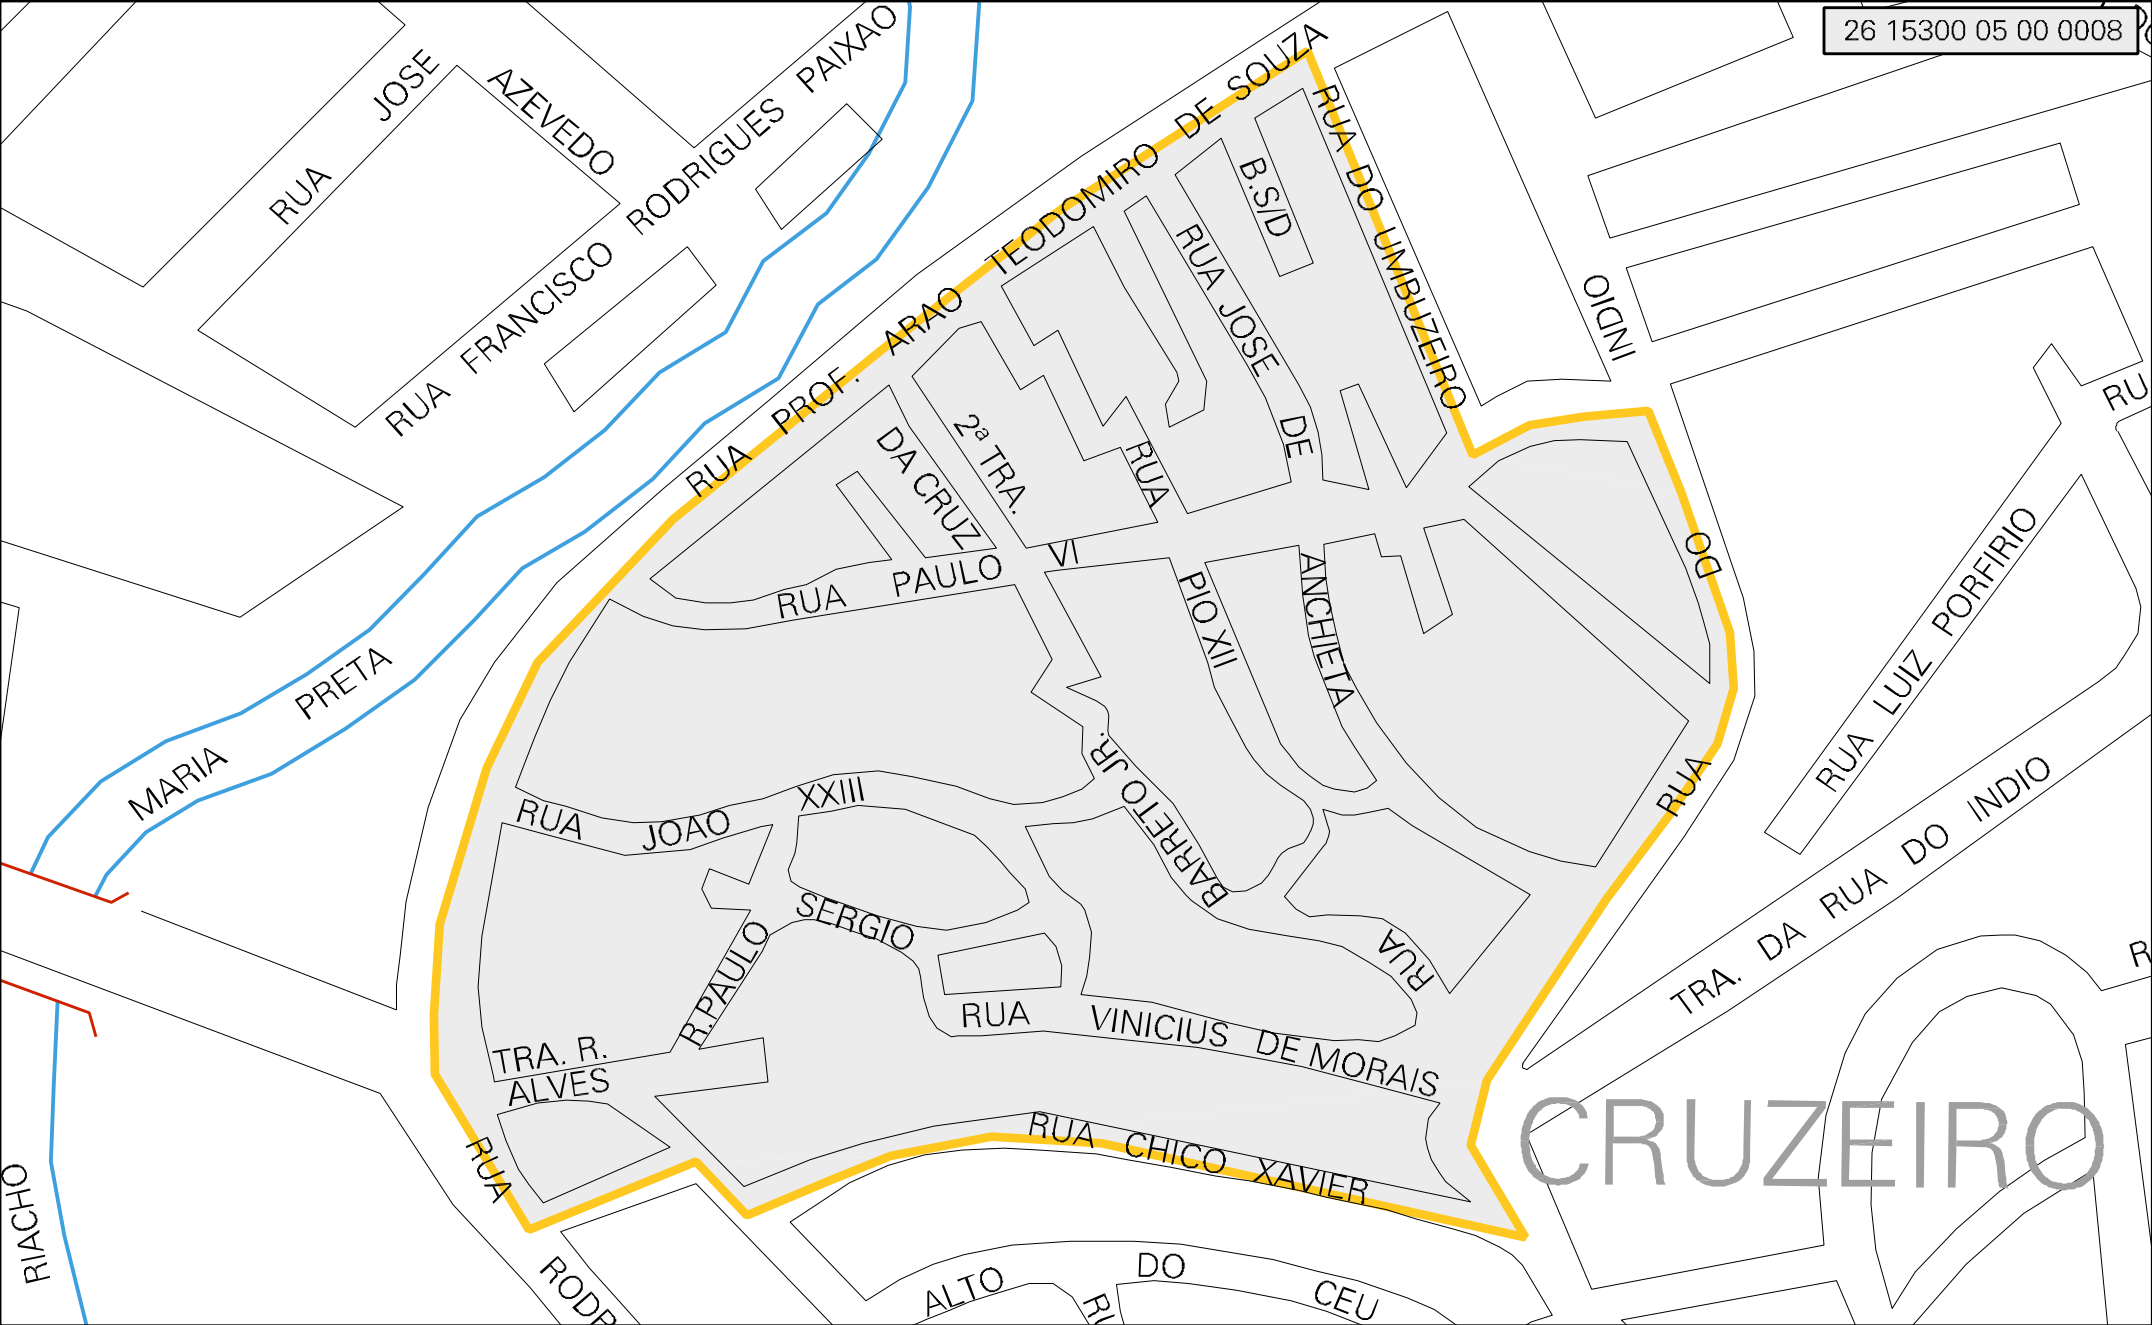 26 15300 05 00 0008
RUA JOSE
AZEVEDO
RUA FRANCISCO RODRIGUES PAIXAO
RUA PROF. ARAO TEODOMIRO DE SOUZA
RUA DO UMBUZEIRO
B.S/D
RUA JOSE DE ANCHIETA
INDIO
DO
RUA
2ª TRA.
DA CRUZ
RUA PIO XII
RUA PAULO VI
MARIA PRETA
RUA LUIZ PORFIRIO
RU
TRA. DA RUA DO INDIO
RUA JOAO XXIII
BARRETO JR.
RUA
SERGIO
R. PAULO
RUA VINICIUS DE MORAIS
TRA. R.
ALVES
RUA CHICO XAVIER
CRUZEIRO
RUA
RODR
RIACHO
ALTO DO CEU
RU
R